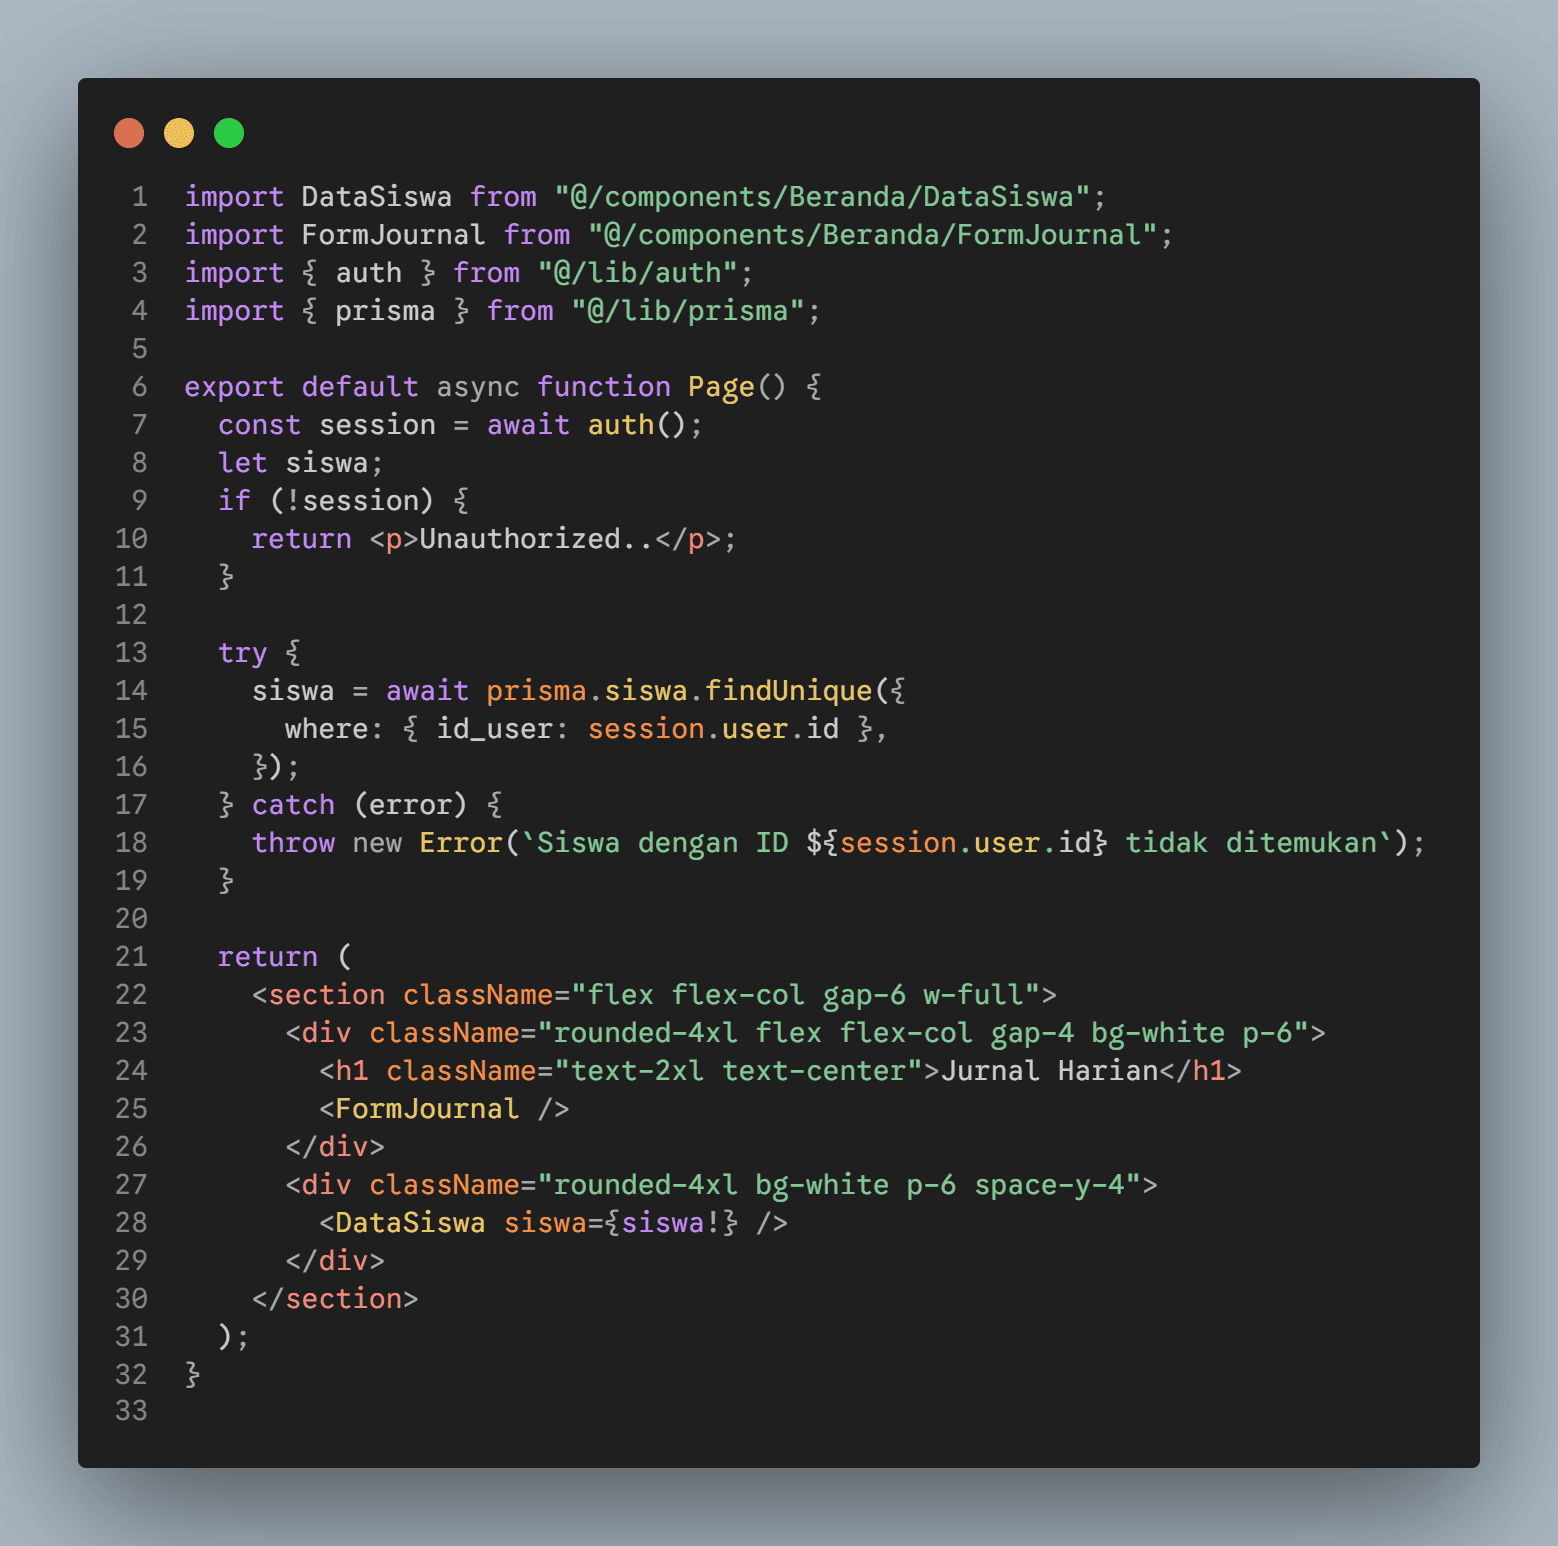 1 import DataSiswa from "@/components/Beranda/DataSiswa";
2 import FormJournal from "@/components/Beranda/FormJournal";
3 import { auth } from "@/lib/auth";
4 import { prisma } from "@/lib/prisma";
5
6 export default async function Page() {
7   const session = await auth();
8   let siswa;
9   if (!session) {
10     return <p>Unauthorized..</p>;
11   }
12
13   try {
14     siswa = await prisma.siswa.findUnique({
15       where: { id_user: session.user.id },
16     });
17   } catch (error) {
18     throw new Error(`Siswa dengan ID ${session.user.id} tidak ditemukan`);
19   }
20
21   return (
22     <section className="flex flex-col gap-6 w-full">
23       <div className="rounded-4xl flex flex-col gap-4 bg-white p-6">
24         <h1 className="text-2xl text-center">Jurnal Harian</h1>
25         <FormJournal />
26       </div>
27       <div className="rounded-4xl bg-white p-6 space-y-4">
28         <DataSiswa siswa={siswa!} />
29       </div>
30     </section>
31   );
32 }
33